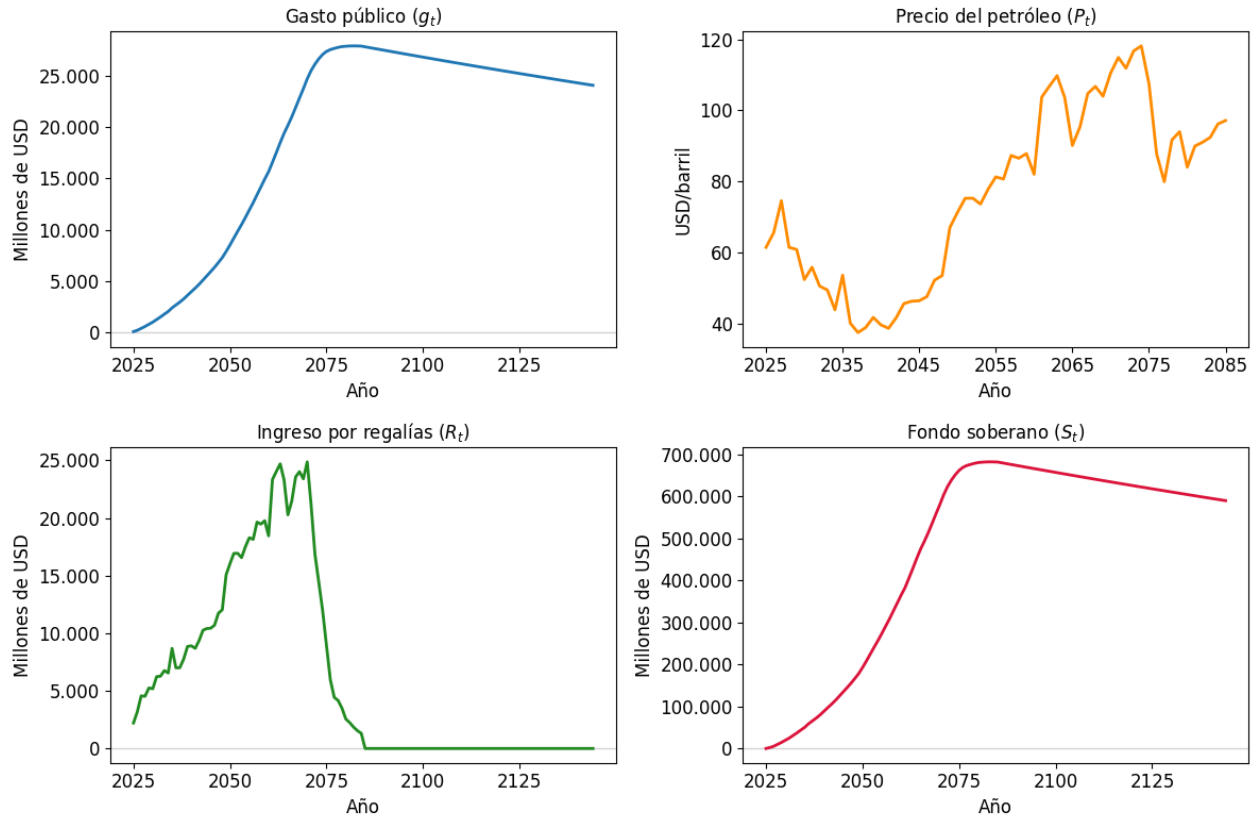 Gasto público (g_t)
Millones de USD
25.000
20.000
15.000
10.000
5.000
0
2025 2050 2075 2100 2125
Año
Precio del petróleo (P_t)
USD/barril
120
100
80
60
40
2025 2035 2045 2055 2065 2075 2085
Año
Ingreso por regalías (R_t)
Millones de USD
25.000
20.000
15.000
10.000
5.000
0
2025 2050 2075 2100 2125
Año
Fondo soberano (S_t)
Millones de USD
700.000
600.000
500.000
400.000
300.000
200.000
100.000
0
2025 2050 2075 2100 2125
Año